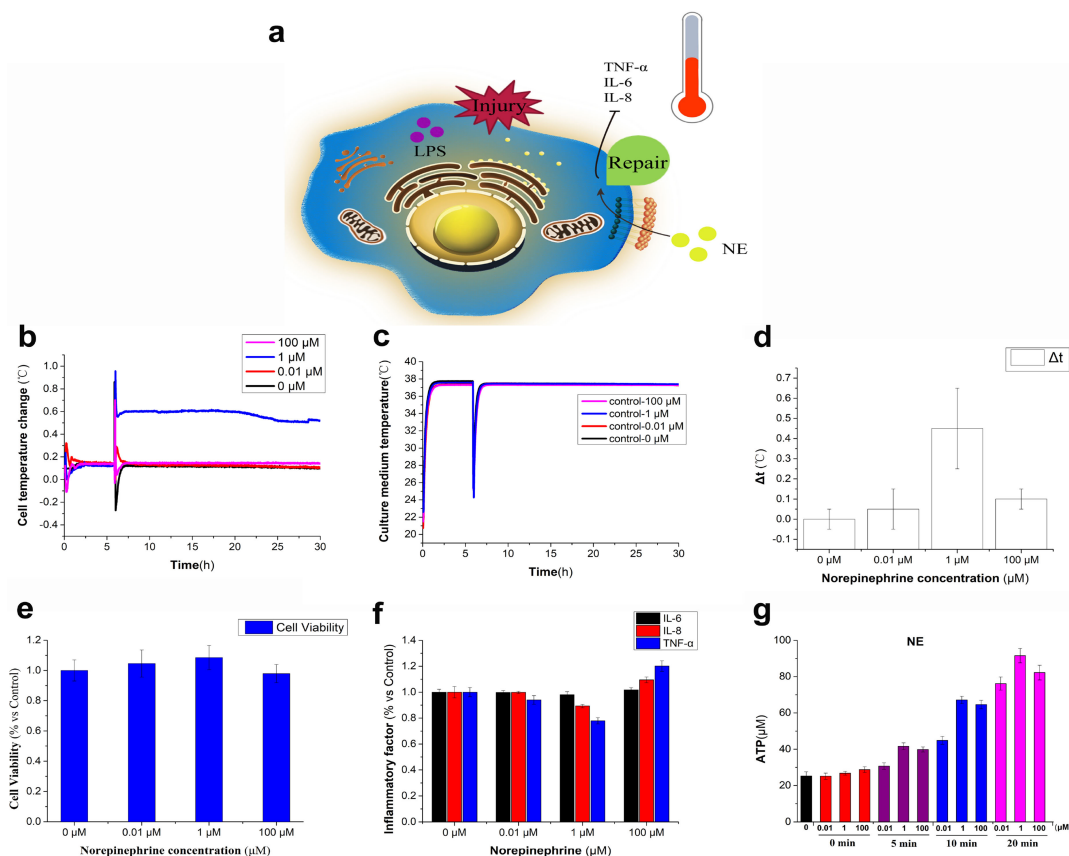 a
TNF-α
IL-6
IL-8
Injury
LPS
Repair
NE
b
100 μM
1 μM
0.01 μM
0 μM
Cell temperature change (℃)
1.0
0.8
0.6
0.4
0.2
0.0
-0.2
-0.4
0 5 10 15 20 25 30
Time(h)
c
Culture medium temperature(℃)
40
38
36
34
32
30
28
26
24
22
20
control-100 μM
control-1 μM
control-0.01 μM
control-0 μM
0 5 10 15 20 25 30
Time(h)
d
Δt
Δt (℃)
0.7
0.6
0.5
0.4
0.3
0.2
0.1
0.0
-0.1
0 μM 0.01 μM 1 μM 100 μM
Norepinephrine concentration (μM)
e
Cell Viability
Cell Viability (% vs Control)
1.2
1.0
0.8
0.6
0.4
0.2
0.0
0 μM 0.01 μM 1 μM 100 μM
Norepinephrine concentration (μM)
f
IL-6
IL-8
TNF-α
Inflammatory factor (% vs Control)
1.4
1.2
1.0
0.8
0.6
0.4
0.2
0.0
0 μM 0.01 μM 1 μM 100 μM
Norepinephrine (μM)
g
NE
ATP(μM)
100
80
60
40
20
0
0 0.01 1 100 0.01 1 100 0.01 1 100 0.01 1 100 (μM)
0 min 5 min 10 min 20 min